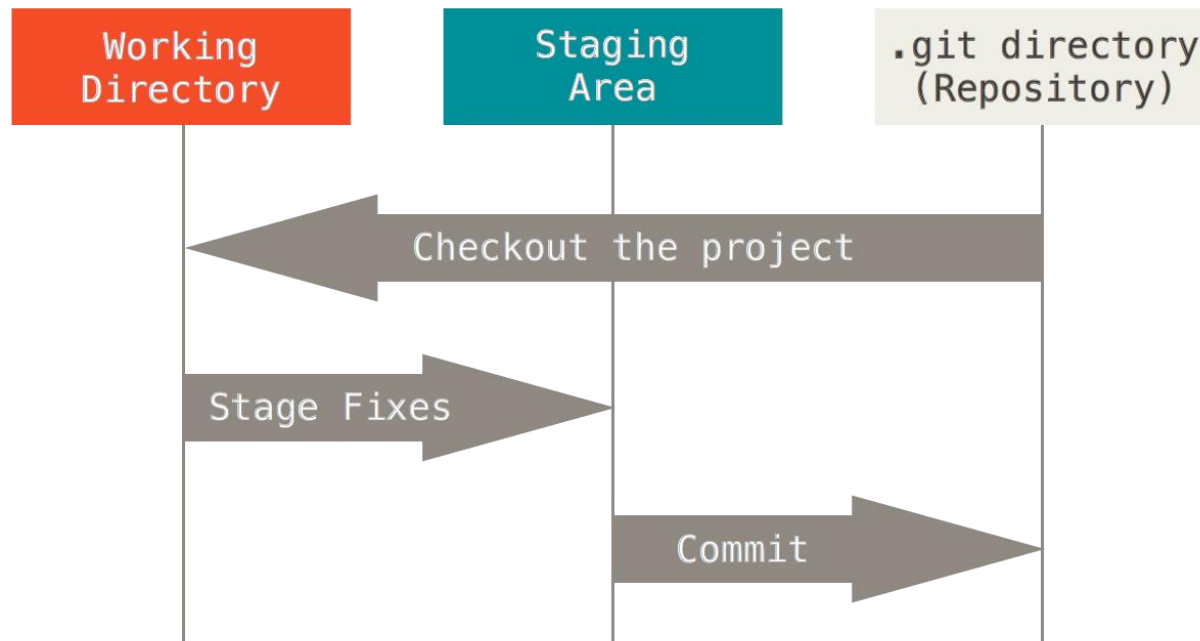 Working
Directory
Staging
Area
.git directory
(Repository)
Checkout the project
Stage Fixes
Commit